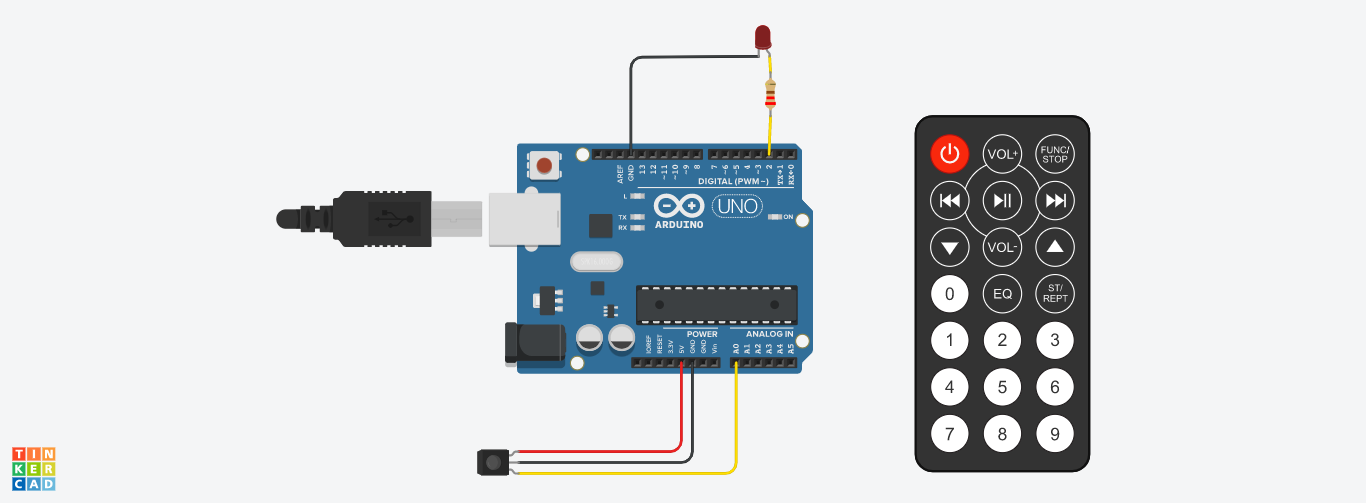 AREF
GND
13
12
~11
~10
~9
8
7
~6
~5
4
~3
2
TX→1
RX←0
DIGITAL (PWM~)
L
TX
RX
ARDUINO
UNO
ON
POWER
ANALOG IN
IOREF
RESET
3.3V
5V
GND
GND
Vin
A0
A1
A2
A3
A4
A5
VOL+
FUNC/
STOP
VOL-
0
EQ
ST/
REPT
1
2
3
4
5
6
7
8
9
TIN
KER
CAD